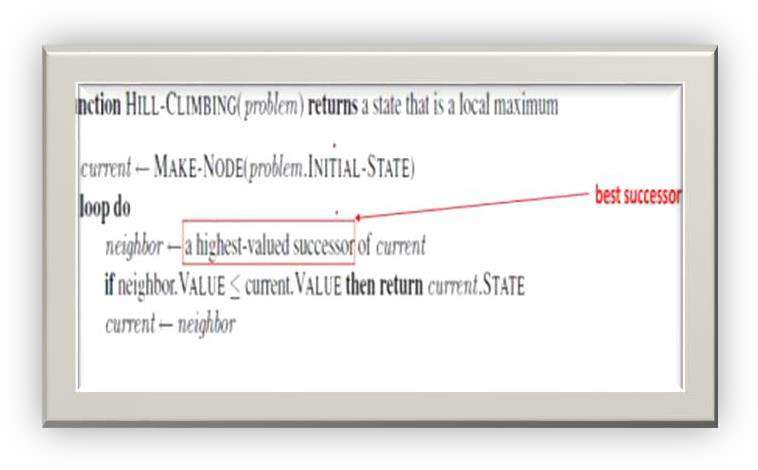 nction HILL-CLIMBING(problem) returns a state that is a local maximum
current ← MAKE-NODE(problem.INITIAL-STATE)
loop do
best successor
neighbor ← a highest-valued successor of current
if neighbor.VALUE ≤ current.VALUE then return current.STATE
current ← neighbor